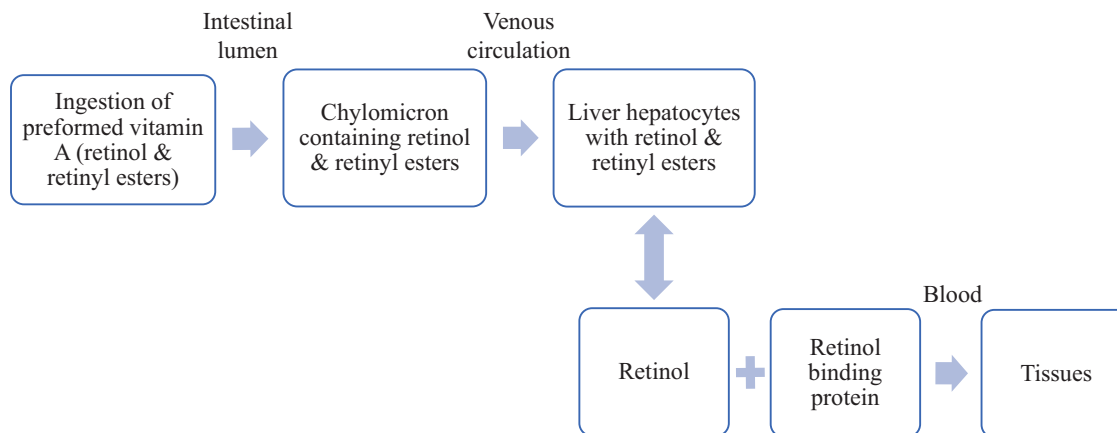 Intestinal
lumen
Venous
circulation
Ingestion of
preformed vitamin
A (retinol &
retinyl esters)
Chylomicron
containing retinol
& retinyl esters
Liver hepatocytes
with retinol &
retinyl esters
Blood
Retinol
Retinol
binding
protein
Tissues